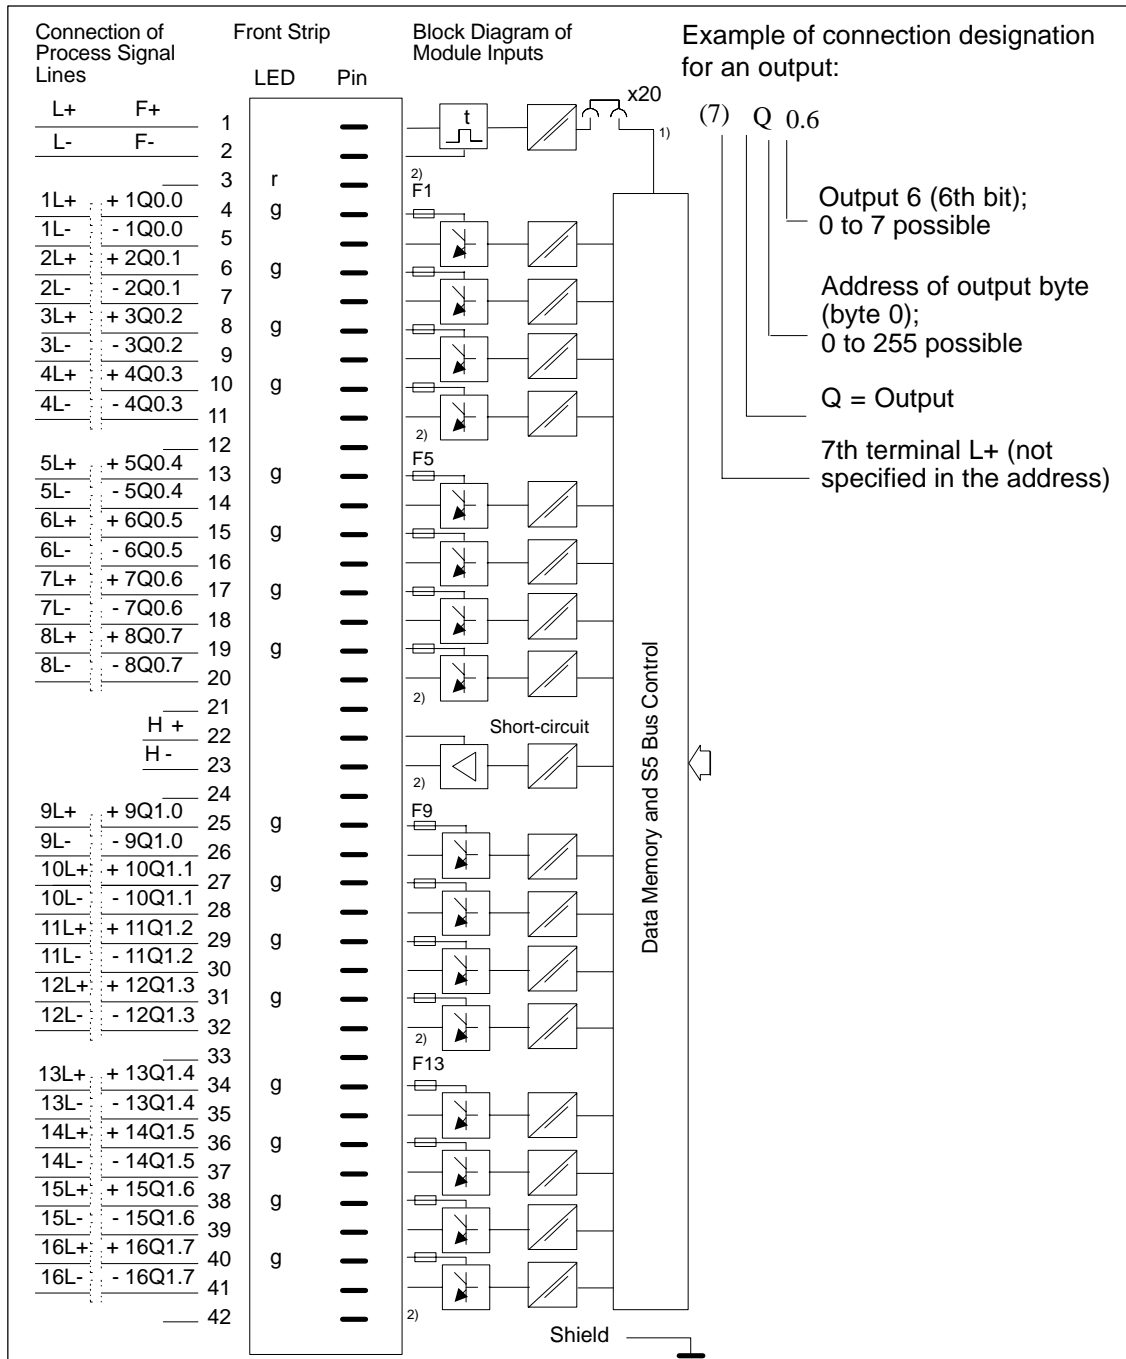 Connection of
Process Signal
Lines
Front Strip
LED Pin
Block Diagram of
Module Inputs
Example of connection designation
for an output:
L+ F+ 1 t x20 1)
L- F- 2
3 r 2)
F1
1L+ + 1Q0.0 4 g
1L- - 1Q0.0 5
2L+ + 2Q0.1 6 g
2L- - 2Q0.1 7
3L+ + 3Q0.2 8 g
3L- - 3Q0.2 9
4L+ + 4Q0.3 10 g
4L- - 4Q0.3 11
12 2)
5L+ + 5Q0.4 13 g F5
5L- - 5Q0.4 14
6L+ + 6Q0.5 15 g
6L- - 6Q0.5 16
7L+ + 7Q0.6 17 g
7L- - 7Q0.6 18
8L+ + 8Q0.7 19 g
8L- - 8Q0.7 20
21 2)
H + 22 Short-circuit
H - 23
24 2)
9L+ + 9Q1.0 25 g F9
9L- - 9Q1.0 26
10L+ + 10Q1.1 27 g
10L- - 10Q1.1 28
11L+ + 11Q1.2 29 g
11L- - 11Q1.2 30
12L+ + 12Q1.3 31 g
12L- - 12Q1.3 32
33 2)
13L+ + 13Q1.4 34 g F13
13L- - 13Q1.4 35
14L+ + 14Q1.5 36 g
14L- - 14Q1.5 37
15L+ + 15Q1.6 38 g
15L- - 15Q1.6 39
16L+ + 16Q1.7 40 g
16L- - 16Q1.7 41
42 2)
Shield
Data Memory and S5 Bus Control
(7) Q 0.6
Output 6 (6th bit);
0 to 7 possible
Address of output byte
(byte 0);
0 to 255 possible
Q = Output
7th terminal L+ (not
specified in the address)